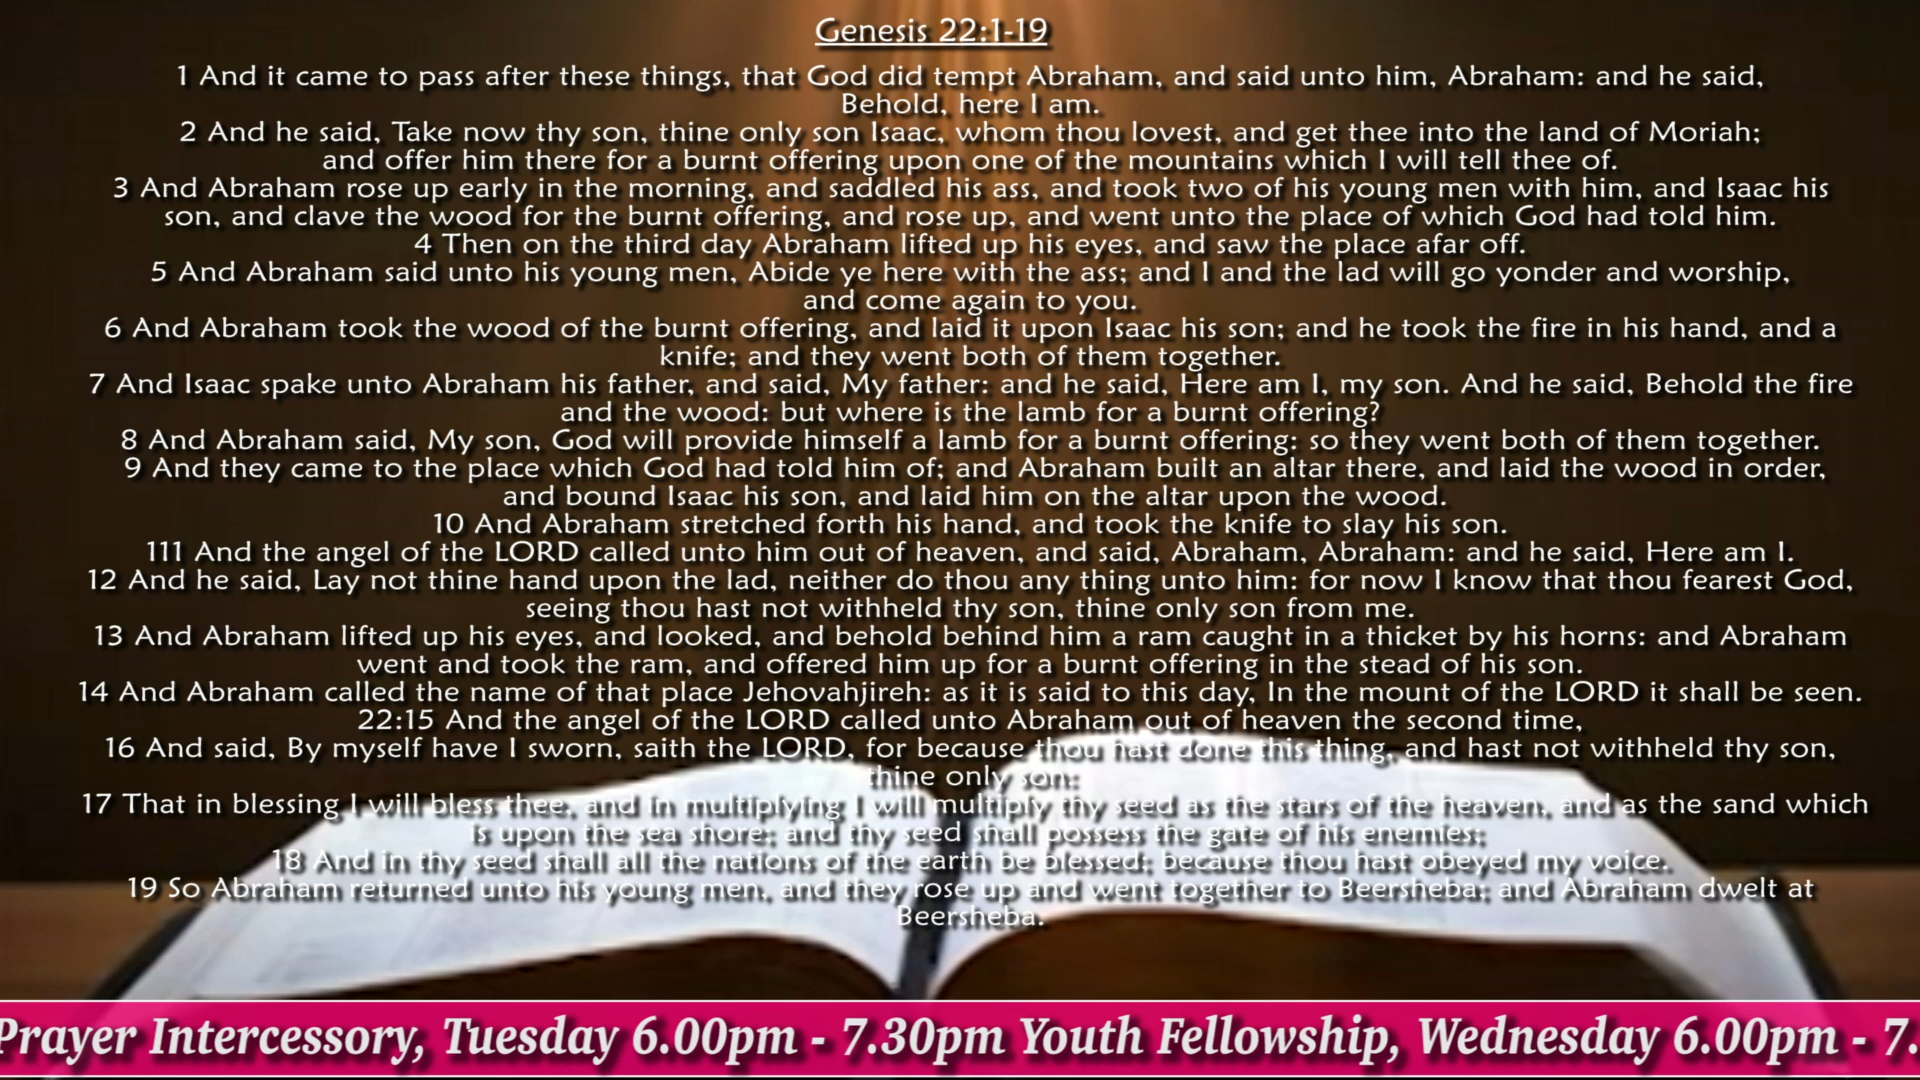 Genesis 22:1-19
1 And it came to pass after these things, that God did tempt Abraham, and said unto him, Abraham: and he said,
Behold, here I am.
2 And he said, Take now thy son, thine only son Isaac, whom thou lovest, and get thee into the land of Moriah;
and offer him there for a burnt offering upon one of the mountains which I will tell thee of.
3 And Abraham rose up early in the morning, and saddled his ass, and took two of his young men with him, and Isaac his
son, and clave the wood for the burnt offering, and rose up, and went unto the place of which God had told him.
4 Then on the third day Abraham lifted up his eyes, and saw the place afar off.
5 And Abraham said unto his young men, Abide ye here with the ass; and I and the lad will go yonder and worship,
and come again to you.
6 And Abraham took the wood of the burnt offering, and laid it upon Isaac his son; and he took the fire in his hand, and a
knife; and they went both of them together.
7 And Isaac spake unto Abraham his father, and said, My father: and he said, Here am I, my son. And he said, Behold the fire
and the wood: but where is the lamb for a burnt offering?
8 And Abraham said, My son, God will provide himself a lamb for a burnt offering: so they went both of them together.
9 And they came to the place which God had told him of; and Abraham built an altar there, and laid the wood in order,
and bound Isaac his son, and laid him on the altar upon the wood.
10 And Abraham stretched forth his hand, and took the knife to slay his son.
111 And the angel of the LORD called unto him out of heaven, and said, Abraham, Abraham: and he said, Here am I.
12 And he said, Lay not thine hand upon the lad, neither do thou any thing unto him: for now I know that thou fearest God,
seeing thou hast not withheld thy son, thine only son from me.
13 And Abraham lifted up his eyes, and looked, and behold behind him a ram caught in a thicket by his horns: and Abraham
went and took the ram, and offered him up for a burnt offering in the stead of his son.
14 And Abraham called the name of that place Jehovahjireh: as it is said to this day, In the mount of the LORD it shall be seen.
22:15 And the angel of the LORD called unto Abraham out of heaven the second time,
16 And said, By myself have I sworn, saith the LORD, for because thou hast done this thing, and hast not withheld thy son,
thine only son:
17 That in blessing I will bless thee, and in multiplying I will multiply thy seed as the stars of the heaven, and as the sand which
is upon the sea shore; and thy seed shall possess the gate of his enemies;
18 And in thy seed shall all the nations of the earth be blessed; because thou hast obeyed my voice.
19 So Abraham returned unto his young men, and they rose up and went together to Beersheba; and Abraham dwelt at
Beersheba.
Prayer Intercessory, Tuesday 6.00pm - 7.30pm Youth Fellowship, Wednesday 6.00pm - 7.